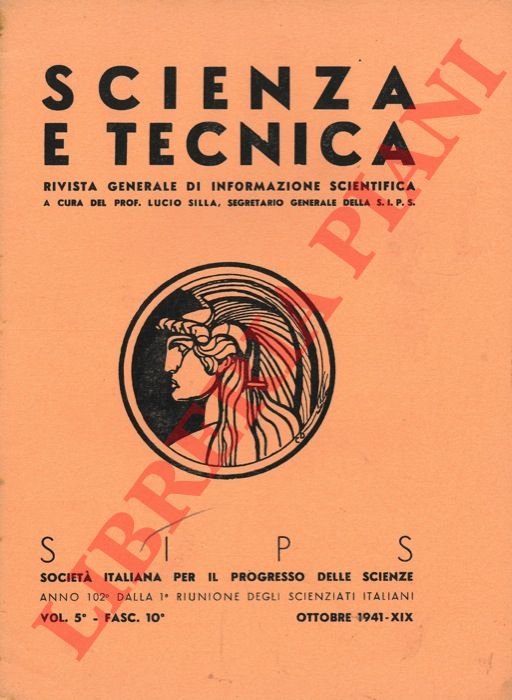 SCIENZA
E TECNICA
RIVISTA GENERALE DI INFORMAZIONE SCIENTIFICA
A CURA DEL PROF. LUCIO SILLA, SEGRETARIO GENERALE DELLA S. I. P. S.
LIBRERIA PIANI
S I P S
SOCIETÀ ITALIANA PER IL PROGRESSO DELLE SCIENZE
ANNO 102° DALLA 1ª RIUNIONE DEGLI SCIENZIATI ITALIANI
VOL. 5° - FASC. 10° OTTOBRE 1941-XIX